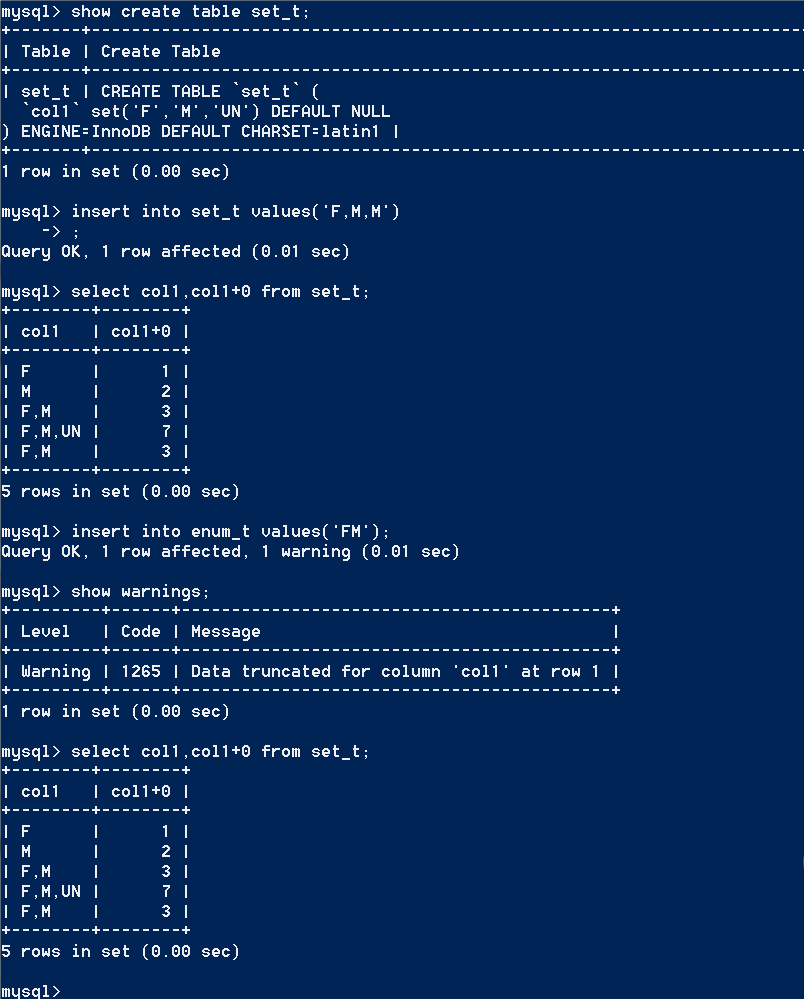 mysql> show create table set_t;
+-------+-----------------------------------------------------------------------
| Table | Create Table
+-------+-----------------------------------------------------------------------
| set_t | CREATE TABLE `set_t` (
  `col1` set('F','M','UN') DEFAULT NULL
) ENGINE=InnoDB DEFAULT CHARSET=latin1 |
+-------+-----------------------------------------------------------------------
1 row in set (0.00 sec)
mysql> insert into set_t values('F,M,M')
    -> ;
Query OK, 1 row affected (0.01 sec)
mysql> select col1,col1+0 from set_t;
+--------+--------+
| col1   | col1+0 |
+--------+--------+
| F      |      1 |
| M      |      2 |
| F,M    |      3 |
| F,M,UN |      7 |
| F,M    |      3 |
+--------+--------+
5 rows in set (0.00 sec)
mysql> insert into enum_t values('FM');
Query OK, 1 row affected, 1 warning (0.01 sec)
mysql> show warnings;
+---------+------+-------------------------------------------+
| Level   | Code | Message                                   |
+---------+------+-------------------------------------------+
| Warning | 1265 | Data truncated for column 'col1' at row 1 |
+---------+------+-------------------------------------------+
1 row in set (0.00 sec)
mysql> select col1,col1+0 from set_t;
+--------+--------+
| col1   | col1+0 |
+--------+--------+
| F      |      1 |
| M      |      2 |
| F,M    |      3 |
| F,M,UN |      7 |
| F,M    |      3 |
+--------+--------+
5 rows in set (0.00 sec)
mysql>